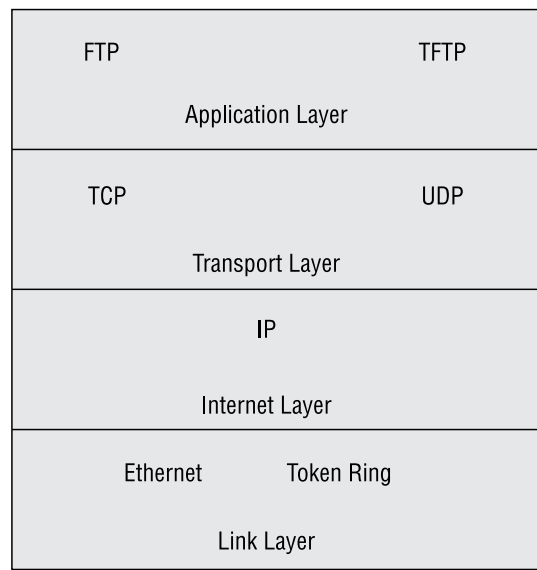 FTP TFTP
Application Layer
TCP UDP
Transport Layer
IP
Internet Layer
Ethernet Token Ring
Link Layer